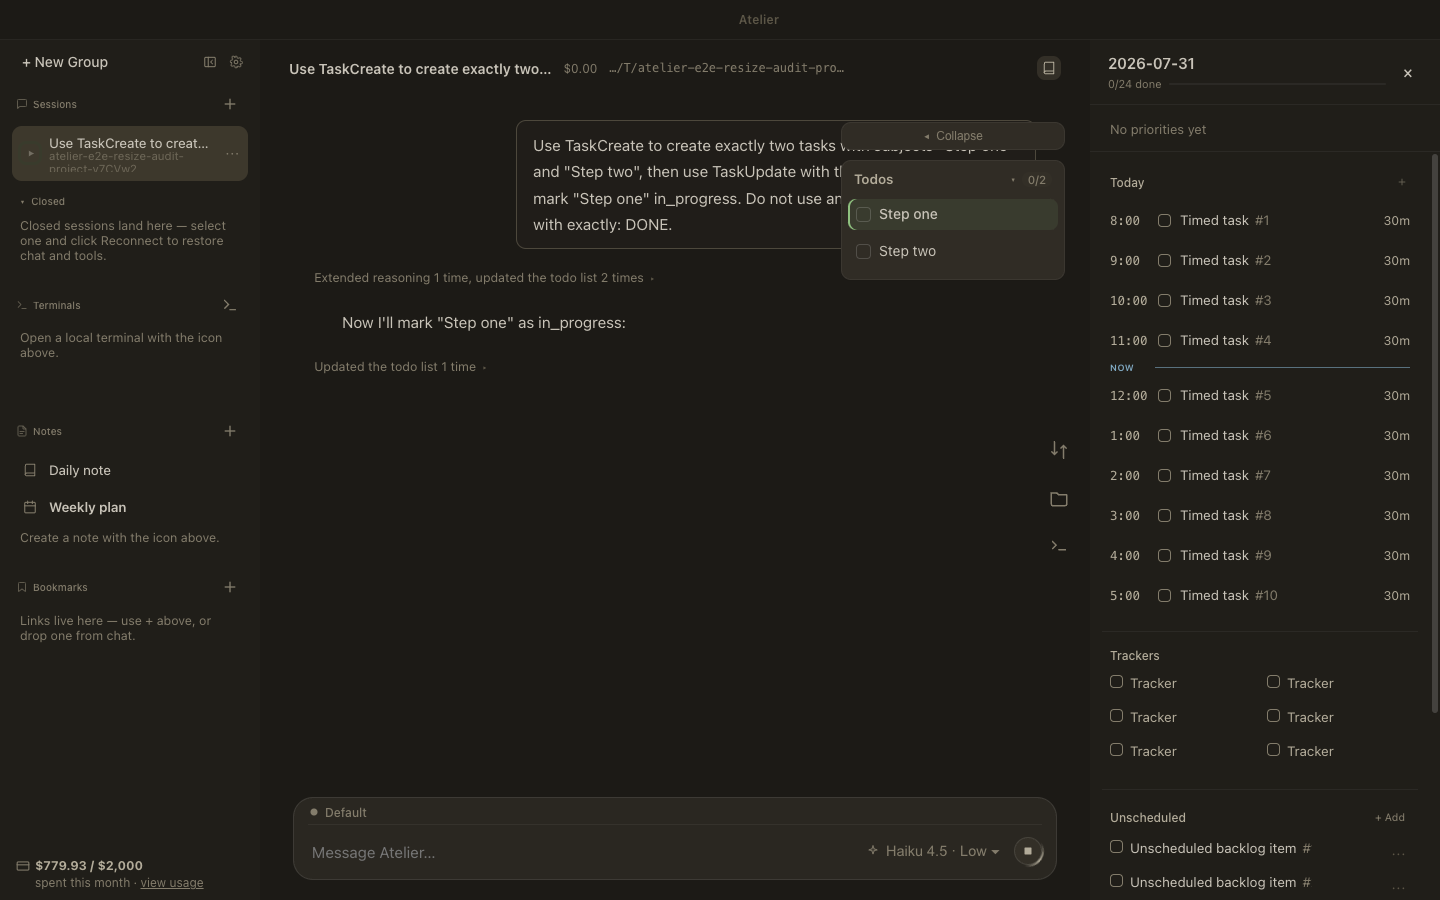 Atelier
+ New Group
Sessions
Use TaskCreate to creat...
atelier-e2e-resize-audit-
project-v7CVw2
Closed
Closed sessions land here — select
one and click Reconnect to restore
chat and tools.
Terminals
Open a local terminal with the icon
above.
Notes
Daily note
Weekly plan
Create a note with the icon above.
Bookmarks
Links live here — use + above, or
drop one from chat.
$779.93 / $2,000
spent this month · view usage
Use TaskCreate to create exactly two... $0.00 …/T/atelier-e2e-resize-audit-pro…
Use TaskCreate to create exactly two tasks with subjects "Step one"
and "Step two", then use TaskUpdate with
mark "Step one" in_progress. Do not use
with exactly: DONE.
Collapse
Todos 0/2
Step one
Step two
Extended reasoning 1 time, updated the todo list 2 times
Now I'll mark "Step one" as in_progress:
Updated the todo list 1 time
Default
Message Atelier...
Haiku 4.5 · Low
2026-07-31
0/24 done
No priorities yet
Today +
8:00 Timed task #1 30m
9:00 Timed task #2 30m
10:00 Timed task #3 30m
11:00 Timed task #4 30m
NOW
12:00 Timed task #5 30m
1:00 Timed task #6 30m
2:00 Timed task #7 30m
3:00 Timed task #8 30m
4:00 Timed task #9 30m
5:00 Timed task #10 30m
Trackers
Tracker Tracker
Tracker Tracker
Tracker Tracker
Unscheduled + Add
Unscheduled backlog item # ...
Unscheduled backlog item # ...